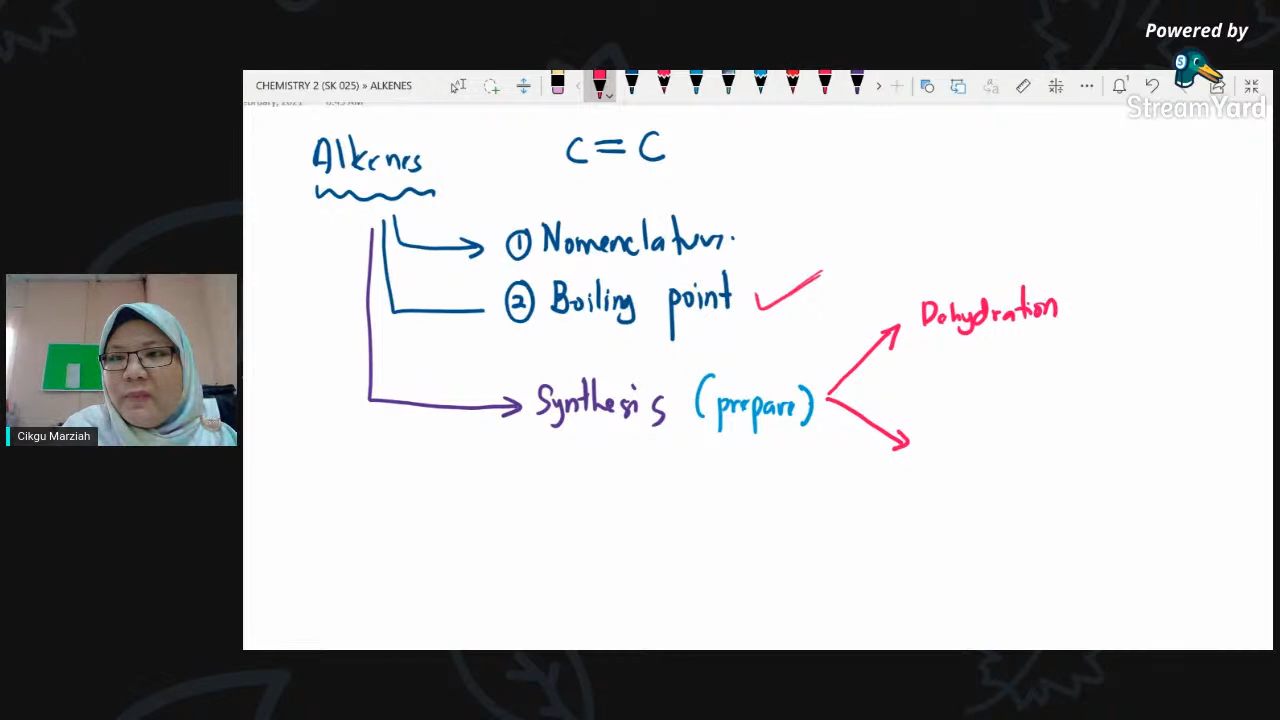 Powered by
StreamYard
CHEMISTRY 2 (SK 025) » ALKENES
Alkenes
C = C
① Nomenclature.
② Boiling point
Dehydration
Synthesis (prepare)
Cikgu Marziah